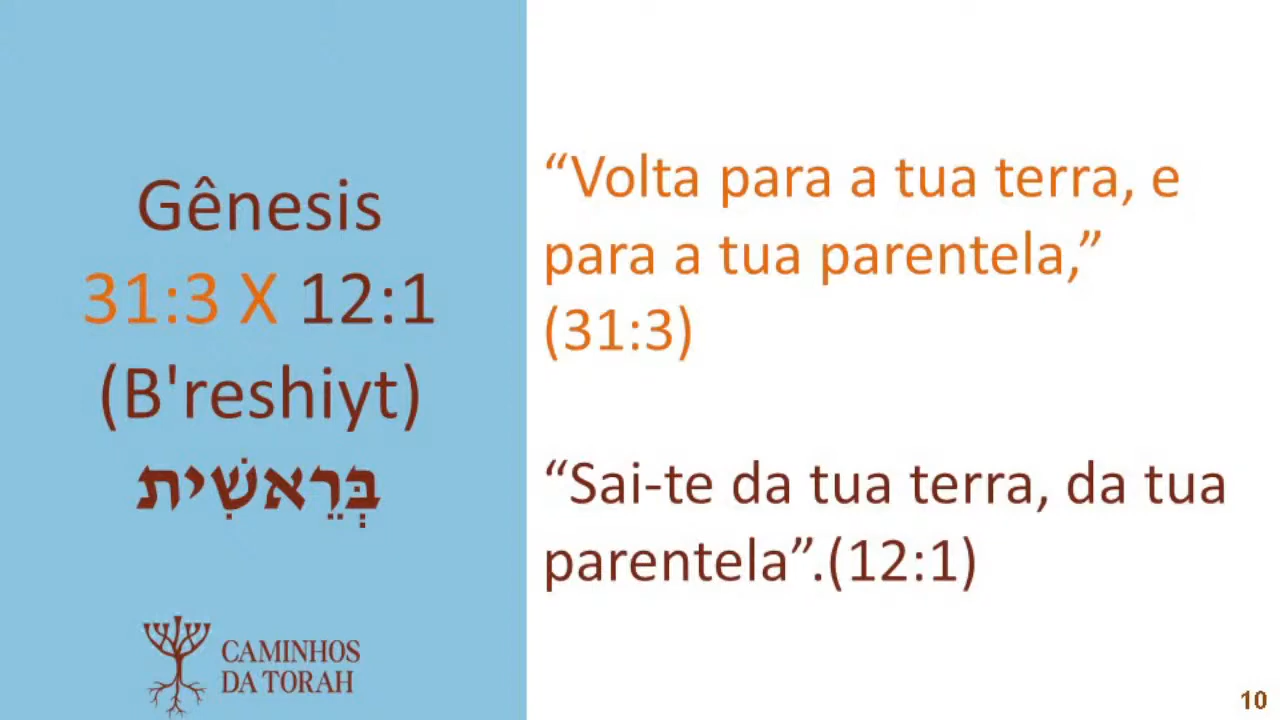 Gênesis
31:3 X 12:1
(B'reshiyt)
בְּרֵאשִׁית
CAMINHOS
DA TORAH
“Volta para a tua terra, e
para a tua parentela,”
(31:3)
“Sai-te da tua terra, da tua
parentela”.(12:1)
10